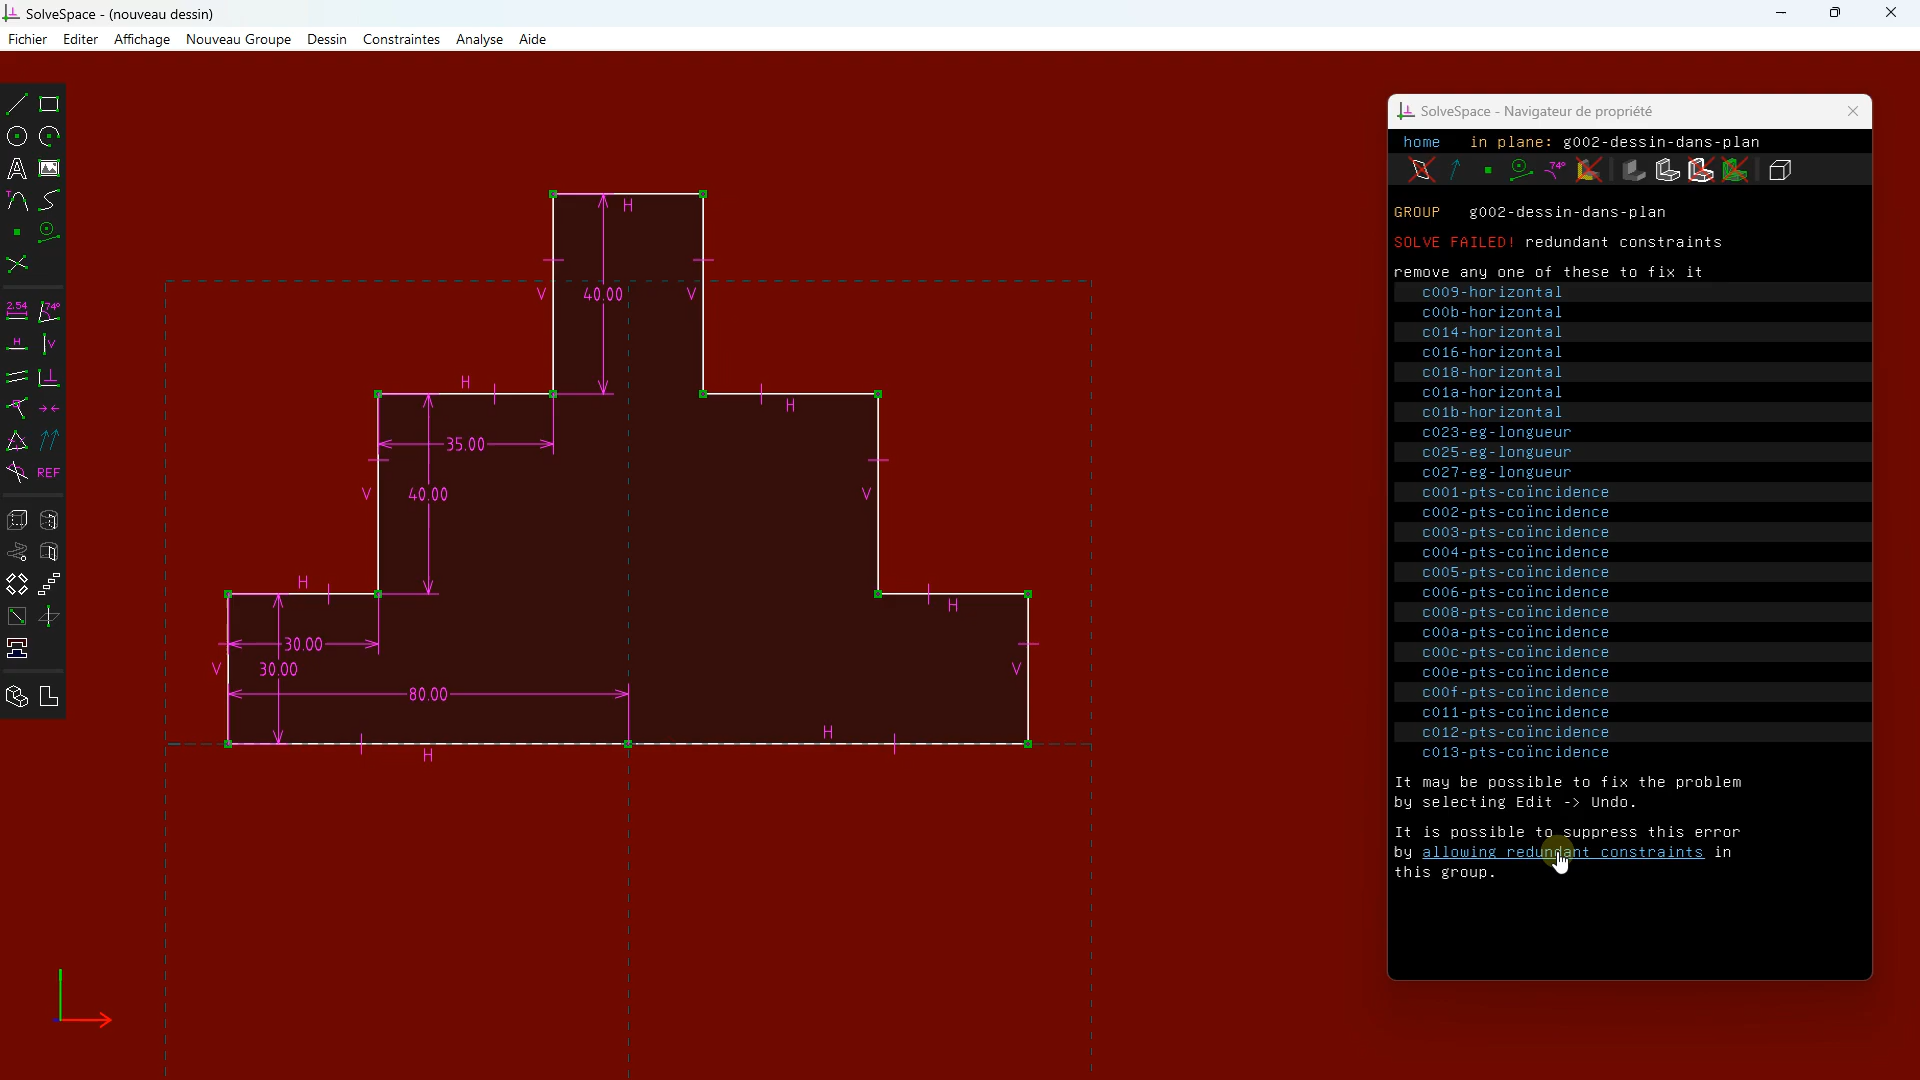 SolveSpace - (nouveau dessin)
Fichier Editer Affichage Nouveau Groupe Dessin Constraintes Analyse Aide
SolveSpace - Navigateur de propriété
home in plane: g002-dessin-dans-plan
74°
GROUP g002-dessin-dans-plan
SOLVE FAILED! redundant constraints
remove any one of these to fix it
c009-horizontal
c00b-horizontal
c014-horizontal
c016-horizontal
c018-horizontal
c01a-horizontal
c01b-horizontal
c023-eg-longueur
c025-eg-longueur
c027-eg-longueur
c001-pts-coïncidence
c002-pts-coïncidence
c003-pts-coïncidence
c004-pts-coïncidence
c005-pts-coïncidence
c006-pts-coïncidence
c008-pts-coïncidence
c00a-pts-coïncidence
c00c-pts-coïncidence
c00e-pts-coïncidence
c00f-pts-coïncidence
c011-pts-coïncidence
c012-pts-coïncidence
c013-pts-coïncidence
It may be possible to fix the problem
by selecting Edit -> Undo.
It is possible to suppress this error
by allowing redundant constraints in
this group.
2.54 74°
H V
REF
H
V 40.00 V
H H
35.00
V 40.00 V
H H
30.00
V 30.00 V
80.00
H
H